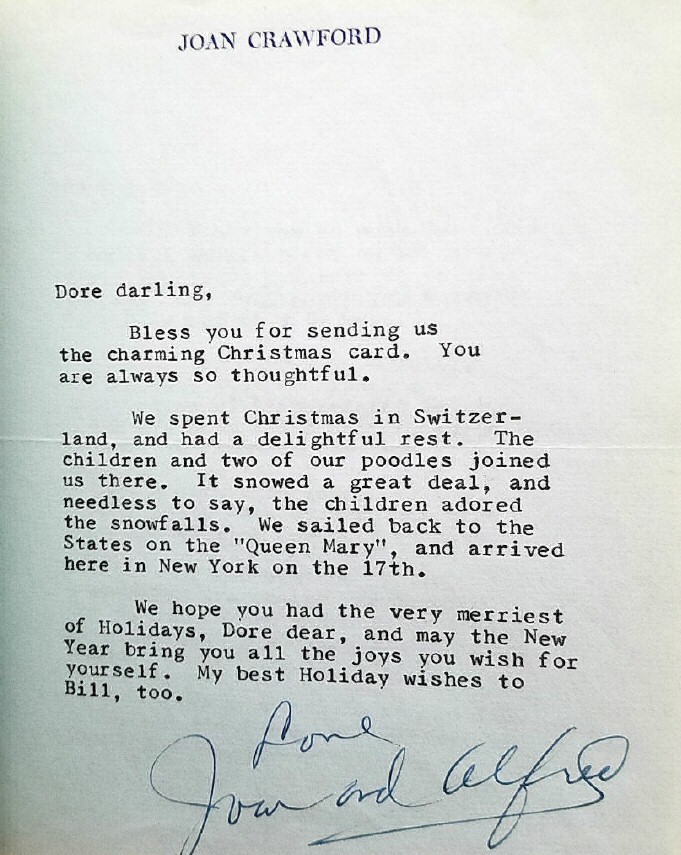 JOAN CRAWFORD
Dore darling,
Bless you for sending us
the charming Christmas card. You
are always so thoughtful.
We spent Christmas in Switzer-
land, and had a delightful rest. The
children and two of our poodles joined
us there. It snowed a great deal, and
needless to say, the children adored
the snowfalls. We sailed back to the
States on the "Queen Mary", and arrived
here in New York on the 17th.
We hope you had the very merriest
of Holidays, Dore dear, and may the New
Year bring you all the joys you wish for
yourself. My best Holiday wishes to
Bill, too.
Love
Joan and Alfred